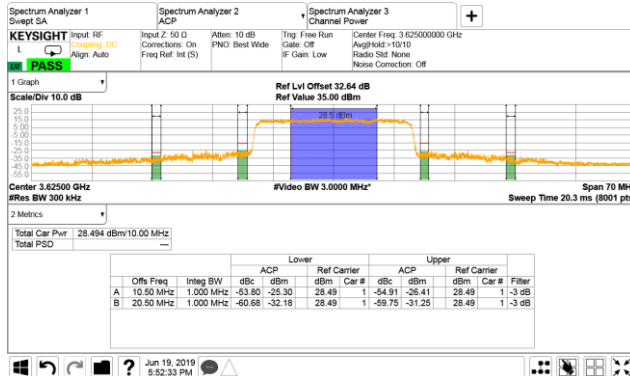 Spectrum Analyzer 1 Spectrum Analyzer 2 Spectrum Analyzer 3
Swept SA ACP Channel Power
KEYSIGHT Input: RF Input Z: 50 Ω Atten: 10 dB Trig: Free Run Center Freq: 3.625000000 GHz
L Coupling: DC Corrections: On PNO: Best Wide Gate: Off Avg|Hold:>10/10
Align: Auto Freq Ref: Int (S) IF Gain: Low Radio Std: None
PASS Noise Correction: Off
1 Graph
Ref Lvl Offset 32.64 dB
Scale/Div 10.0 dB Ref Value 35.00 dBm
28.5 dBm
25.0
15.0
5.00
-5.00
-15.0
-25.0
-35.0
-45.0
-55.0
Center 3.62500 GHz #Video BW 3.0000 MHz* Span 70 MH
#Res BW 300 kHz Sweep Time 20.3 ms (8001 pts
2 Metrics
Total Car Pwr 28.494 dBm/10.00 MHz
Total PSD ---
Lower Upper
ACP Ref Carrier ACP Ref Carrier
Offs Freq Integ BW dBc dBm dBm Car # dBc dBm dBm Car # Filter
A 10.50 MHz 1.000 MHz -53.80 -25.30 28.49 1 -54.91 -26.41 28.49 1 -3 dB
B 20.50 MHz 1.000 MHz -60.68 -32.18 28.49 1 -59.75 -31.25 28.49 1 -3 dB
Jun 19, 2019
5:52:33 PM